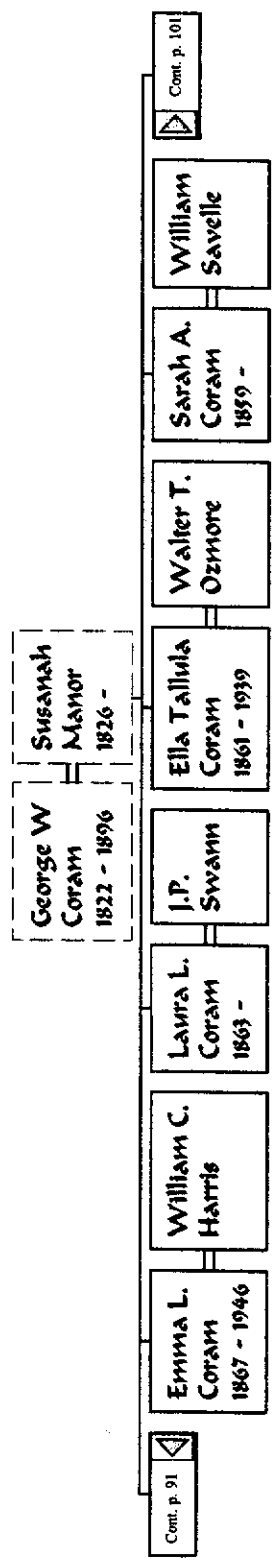 George W
Coram
1822 - 1896
Susanah
Manor
1826 -
Cont. p. 91
Emma L.
Coram
1867 - 1946
William C.
Harris
Laura L.
Coram
1863 -
J.P.
Swann
Ella Tallula
Coram
1861 - 1939
Walter T.
Ozmore
Sarah A.
Coram
1859 -
William
Savelle
Cont. p. 101